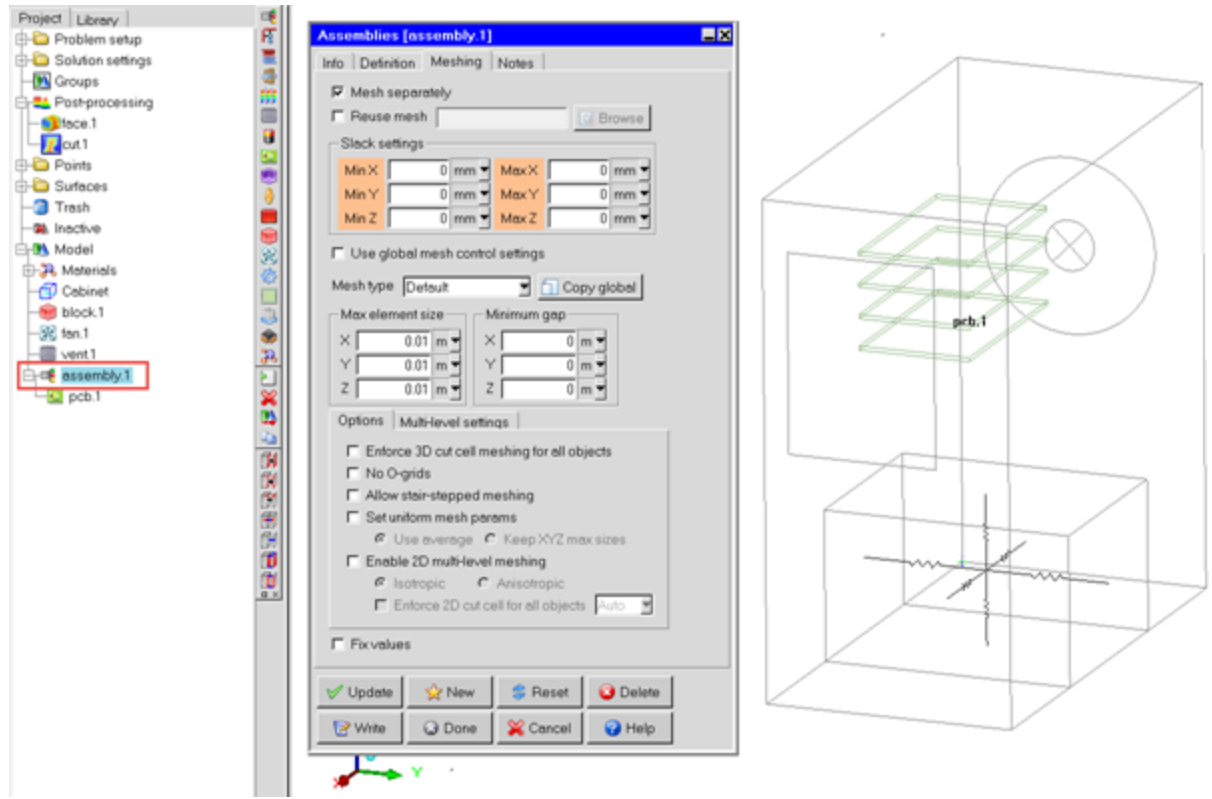 Project Library
Problem setup
Solution settings
Groups
Post-processing
face.1
cut.1
Points
Surfaces
Trash
Inactive
Model
Materials
Cabinet
block.1
fan.1
vent.1
assembly.1
pcb.1
Assemblies [assembly.1]
Info Definition Meshing Notes
Mesh separately
Reuse mesh Browse
Slack settings
Min X 0 mm Max X 0 mm
Min Y 0 mm Max Y 0 mm
Min Z 0 mm Max Z 0 mm
Use global mesh control settings
Mesh type Default Copy global
Max element size Minimum gap
X 0.01 m X 0 m
Y 0.01 m Y 0 m
Z 0.01 m Z 0 m
Options Multi-level settings
Enforce 3D cut cell meshing for all objects
No O-grids
Allow stair-stepped meshing
Set uniform mesh params
Use average Keep XYZ max sizes
Enable 2D multi-level meshing
Isotropic Anisotropic
Enforce 2D cut cell for all objects Auto
Fix values
Update New Reset Delete
Write Done Cancel Help
pcb.1
Y